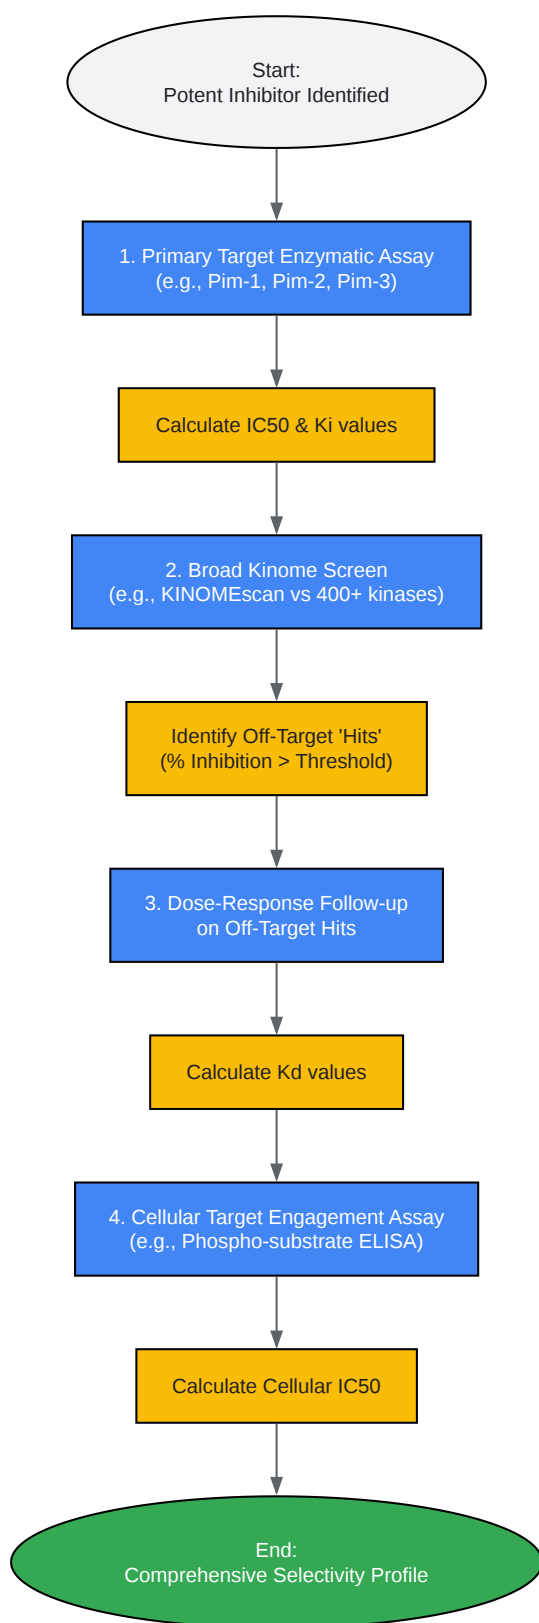 Start:
Potent Inhibitor Identified
1. Primary Target Enzymatic Assay
(e.g., Pim-1, Pim-2, Pim-3)
Calculate IC50 & Ki values
2. Broad Kinome Screen
(e.g., KINOMEscan vs 400+ kinases)
Identify Off-Target 'Hits'
(% Inhibition > Threshold)
3. Dose-Response Follow-up
on Off-Target Hits
Calculate Kd values
4. Cellular Target Engagement Assay
(e.g., Phospho-substrate ELISA)
Calculate Cellular IC50
End:
Comprehensive Selectivity Profile